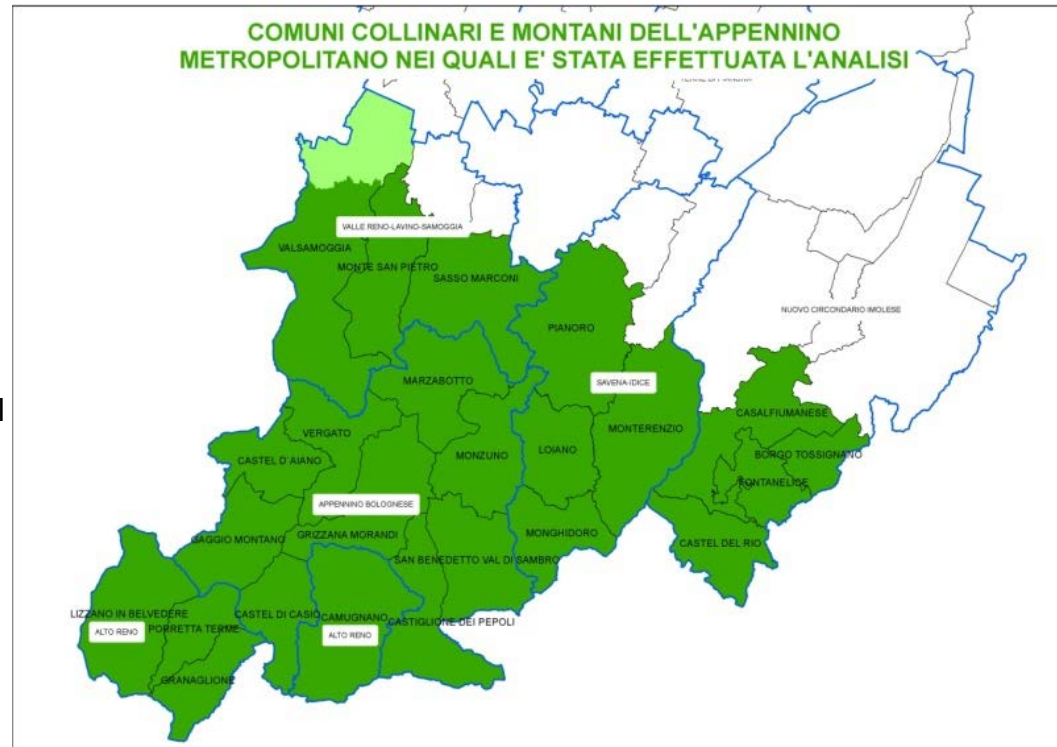 COMUNI COLLINARI E MONTANI DELL'APPENNINO
METROPOLITANO NEI QUALI E' STATA EFFETTUATA L'ANALISI
VALLE RENO-LAVINO-SAMOGGIA
VALSAMOGGIA
MONTE SAN PIETRO
SASSO MARCONI
NUOVO CIRCONDARIO IMOLESE
PIANORO
MARZABOTTO
SAVENA-IDICE
CASALFIUMANESE
VERGATO
MONTERENZIO
LOIANO
MONZUNO
BORGO TOSSIGNANO
CASTEL D'AIANO
FONTANELICE
APPENNINO BOLOGNESE
GAGGIO MONTANO
GRIZZANA MORANDI
MONGHIDORO
CASTEL DEL RIO
SAN BENEDETTO VAL DI SAMBRO
LIZZANO IN BELVEDERE
CASTEL DI CASIO
CAMUGNANO
CASTIGLIONE DEI PEPOLI
ALTO RENO
PORRETTA TERME
ALTO RENO
GRANAGLIONE